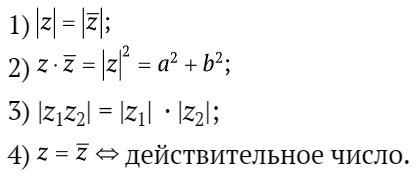 1) |z| = |z̅|;
2) z · z̅ = |z|² = a² + b²;
3) |z₁z₂| = |z₁| · |z₂|;
4) z = z̅ ⇔ действительное число.